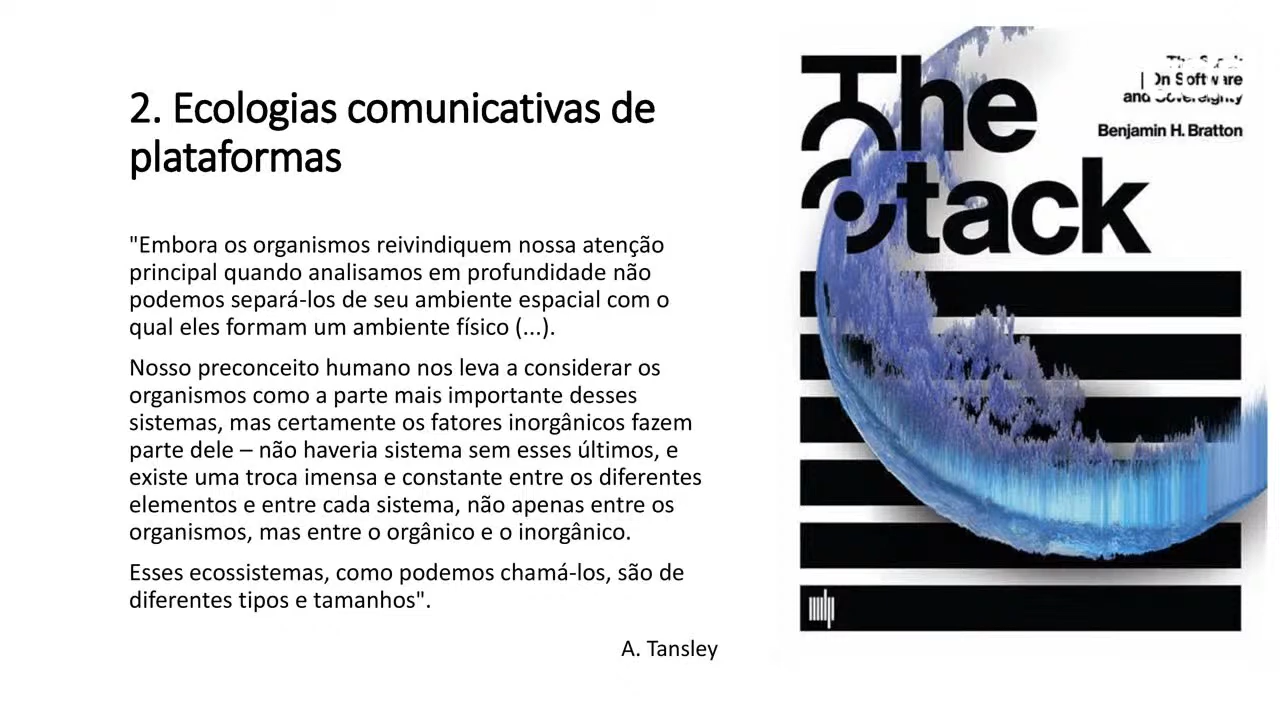 2. Ecologias comunicativas de
plataformas
"Embora os organismos reivindiquem nossa atenção
principal quando analisamos em profundidade não
podemos separá-los de seu ambiente espacial com o
qual eles formam um ambiente físico (...).
Nosso preconceito humano nos leva a considerar os
organismos como a parte mais importante desses
sistemas, mas certamente os fatores inorgânicos fazem
parte dele – não haveria sistema sem esses últimos, e
existe uma troca imensa e constante entre os diferentes
elementos e entre cada sistema, não apenas entre os
organismos, mas entre o orgânico e o inorgânico.
Esses ecossistemas, como podemos chamá-los, são de
diferentes tipos e tamanhos".
A. Tansley
The
Stack
The Stack
On Software
and Sovereignty
Benjamin H. Bratton